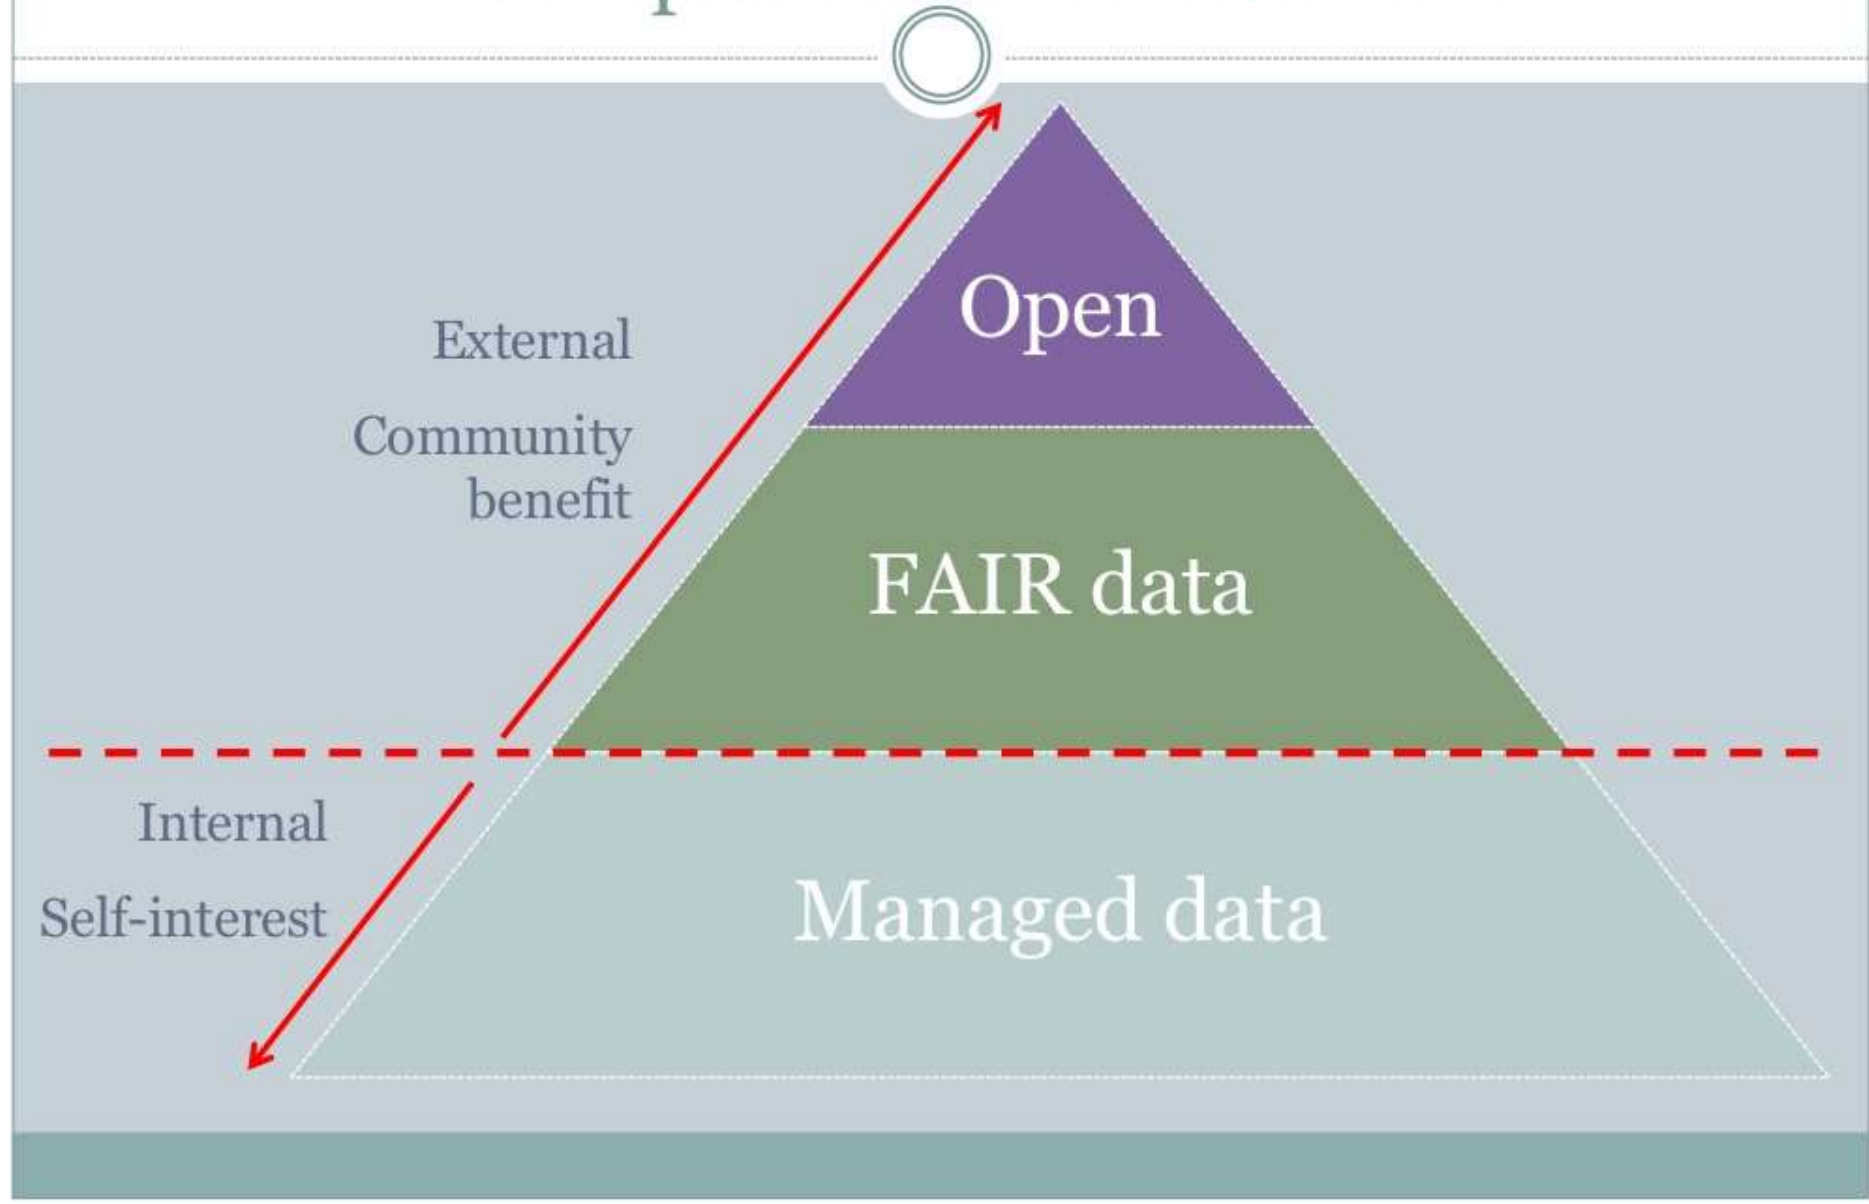 Open
External
Community
benefit
FAIR data
Internal
Self-interest
Managed data